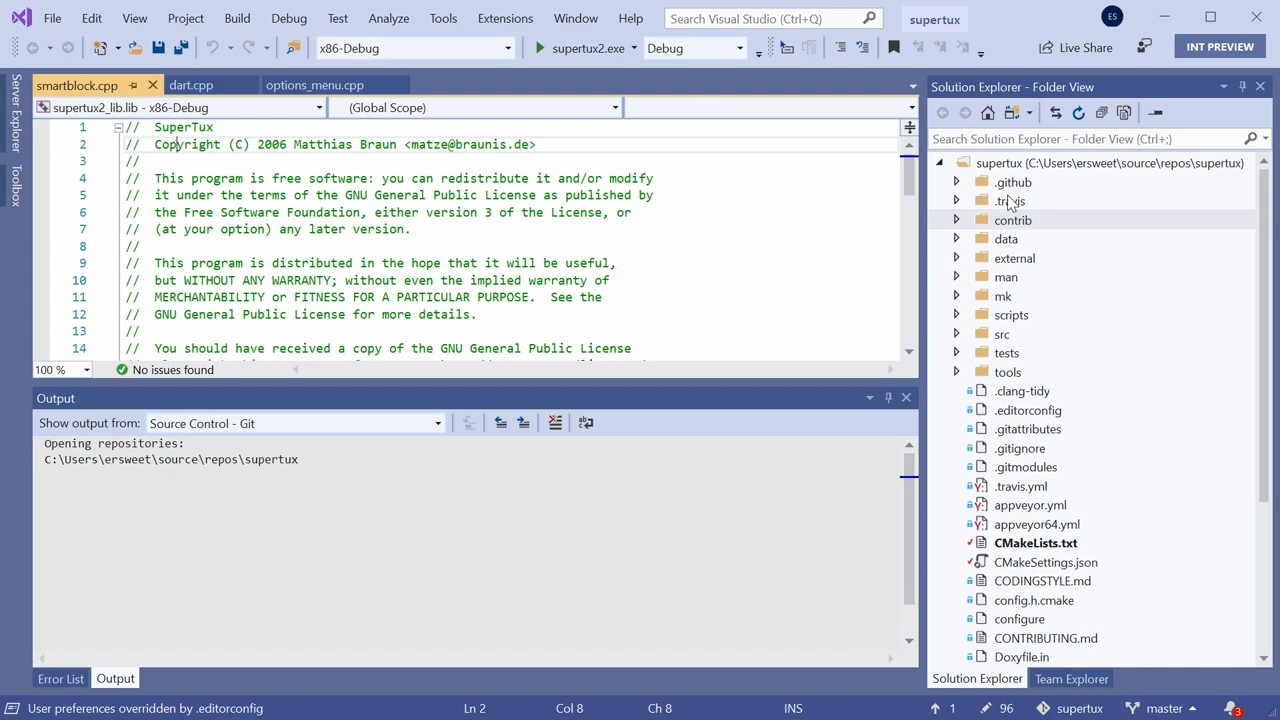 File Edit View Project Build Debug Test Analyze Tools Extensions Window Help Search Visual Studio (Ctrl+Q) supertux ES
x86-Debug supertux2.exe Debug Live Share INT PREVIEW
Server Explorer
Toolbox
smartblock.cpp dart.cpp options_menu.cpp
supertux2_lib.lib - x86-Debug (Global Scope)
1 // SuperTux
2 // Copyright (C) 2006 Matthias Braun <matze@braunis.de>
3 //
4 // This program is free software: you can redistribute it and/or modify
5 // it under the terms of the GNU General Public License as published by
6 // the Free Software Foundation, either version 3 of the License, or
7 // (at your option) any later version.
8 //
9 // This program is distributed in the hope that it will be useful,
10 // but WITHOUT ANY WARRANTY; without even the implied warranty of
11 // MERCHANTABILITY or FITNESS FOR A PARTICULAR PURPOSE. See the
12 // GNU General Public License for more details.
13 //
14 // You should have received a copy of the GNU General Public License
100 % No issues found
Output
Show output from: Source Control - Git
Opening repositories:
C:\Users\ersweet\source\repos\supertux
Error List Output
Solution Explorer - Folder View
Search Solution Explorer - Folder View (Ctrl+;)
supertux (C:\Users\ersweet\source\repos\supertux)
.github
.travis
contrib
data
external
man
mk
scripts
src
tests
tools
.clang-tidy
.editorconfig
.gitattributes
.gitignore
.gitmodules
.travis.yml
appveyor.yml
appveyor64.yml
CMakeLists.txt
CMakeSettings.json
CODINGSTYLE.md
config.h.cmake
configure
CONTRIBUTING.md
Doxyfile.in
Solution Explorer Team Explorer
User preferences overridden by .editorconfig Ln 2 Col 8 Ch 8 INS 1 96 supertux master 3